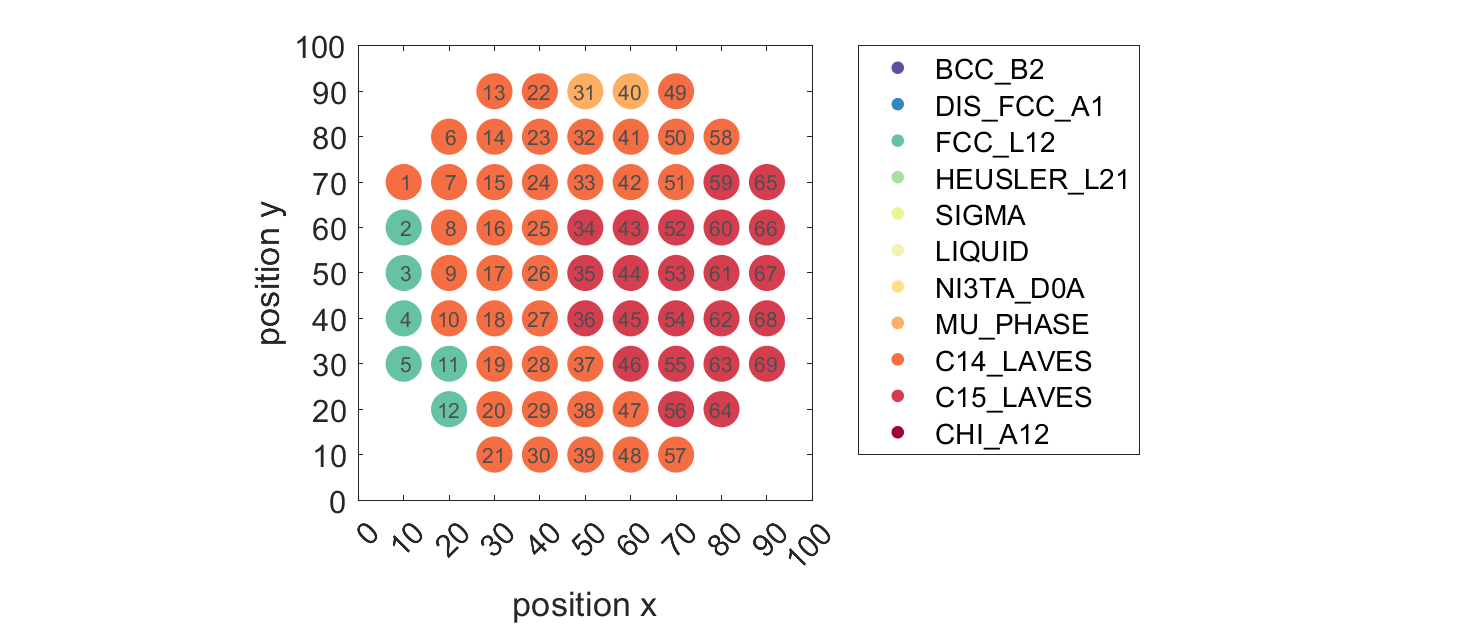 100
90 13 22 31 40 49
80 6 14 23 32 41 50 58
70 1 7 15 24 33 42 51 59 65
60 2 8 16 25 34 43 52 60 66
50 3 9 17 26 35 44 53 61 67
40 4 10 18 27 36 45 54 62 68
30 5 11 19 28 37 46 55 63 69
20 12 20 29 38 47 56 64
10 21 30 39 48 57
0
0 10 20 30 40 50 60 70 80 90 100
position x
position y
BCC_B2
DIS_FCC_A1
FCC_L12
HEUSLER_L21
SIGMA
LIQUID
NI3TA_D0A
MU_PHASE
C14_LAVES
C15_LAVES
CHI_A12